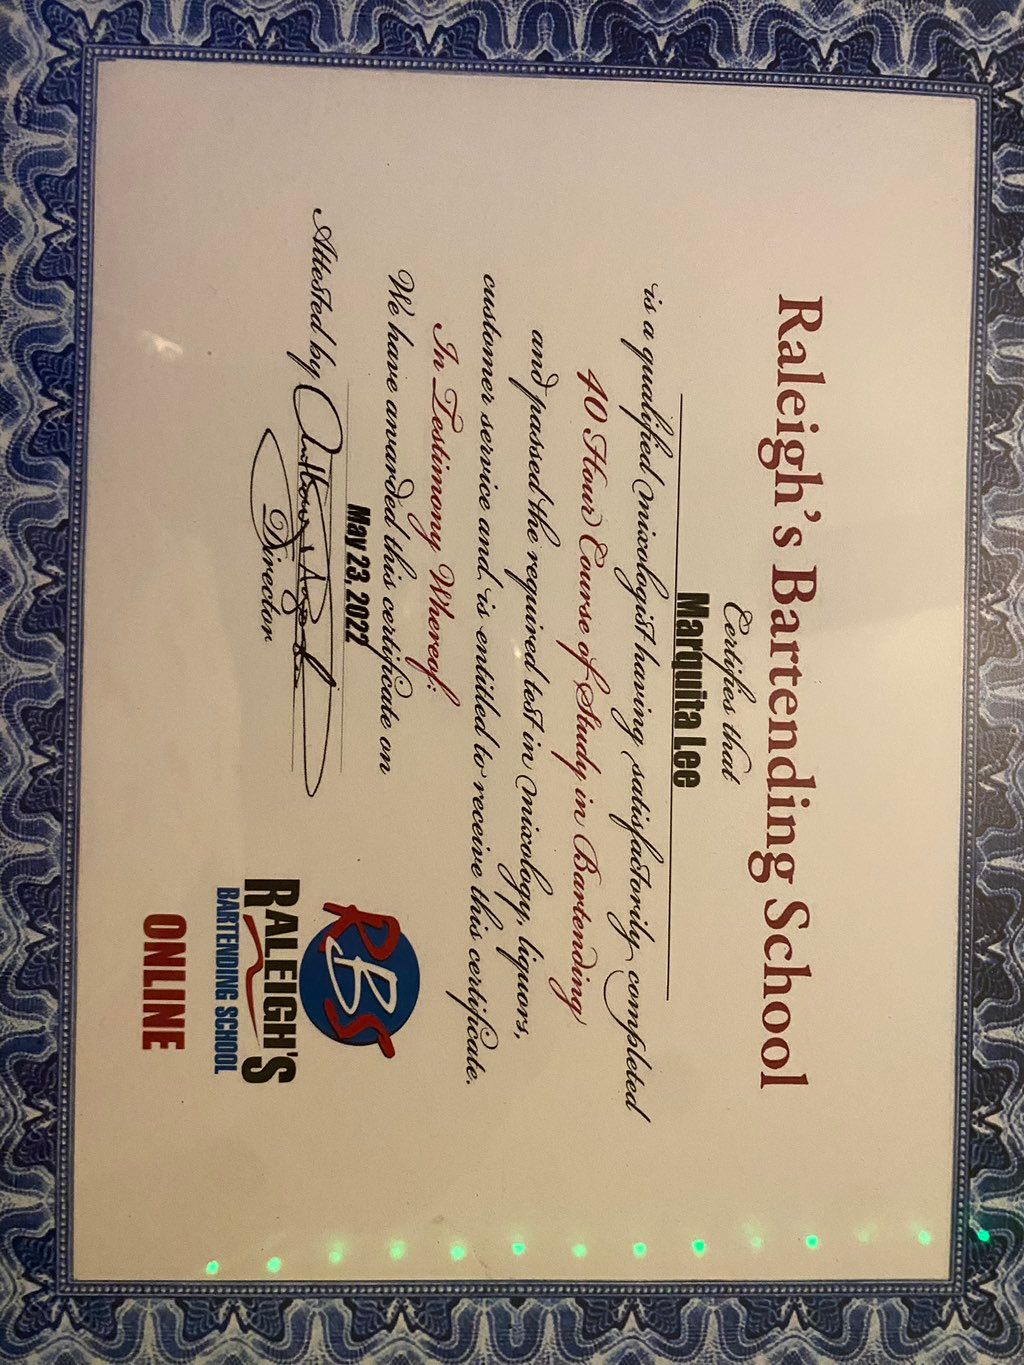 Raleigh's Bartending School
Certifies that
Marquita Lee
is a qualified mixologist having satisfactorily completed
40 Hour Course of Study in Bartending
and passed the required test in mixology, liquors,
customer service and, is entitled to receive this certificate.
In Testimony Whereof:
We have awarded this certificate on
May 23, 2022
Attested by
Director
RBS
RALEIGH'S
BARTENDING SCHOOL
ONLINE